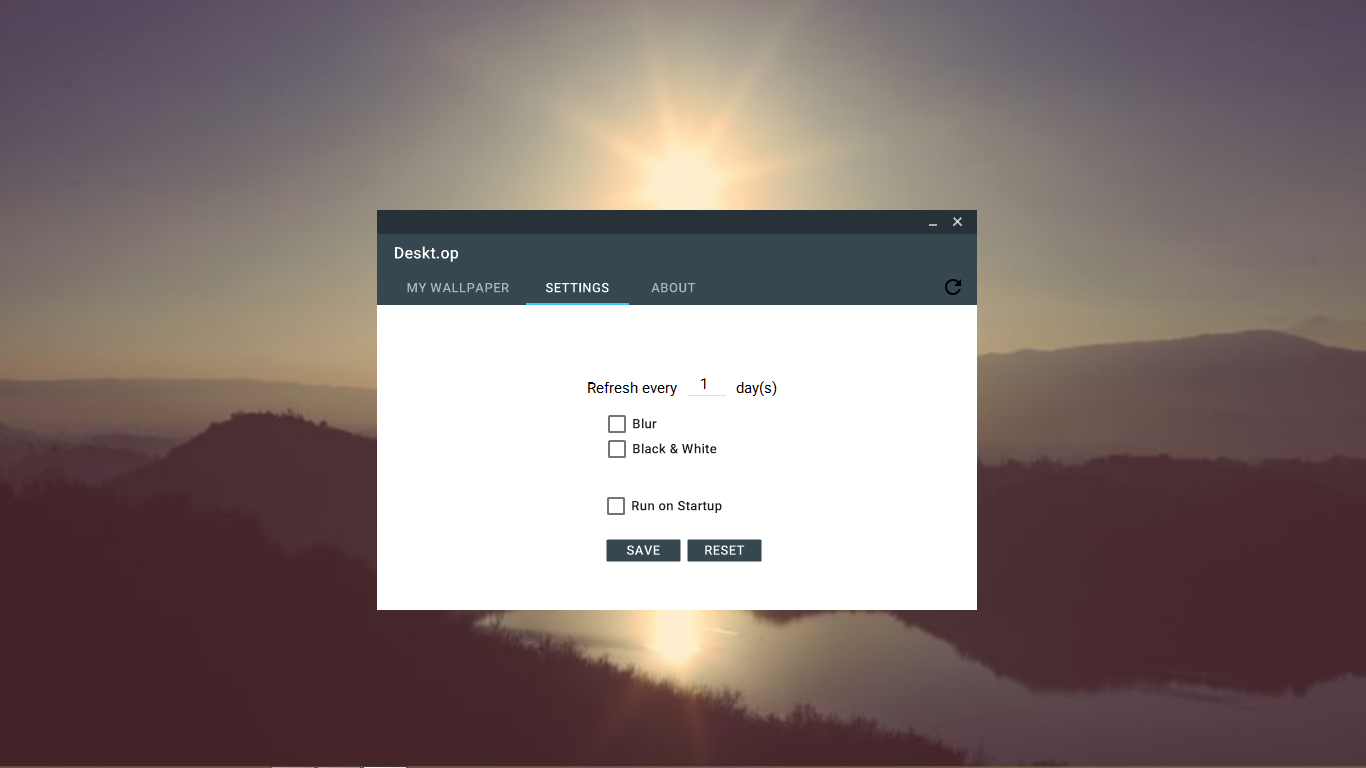 Deskt.op
MY WALLPAPER SETTINGS ABOUT
Refresh every 1 day(s)
Blur
Black & White
Run on Startup
SAVE RESET